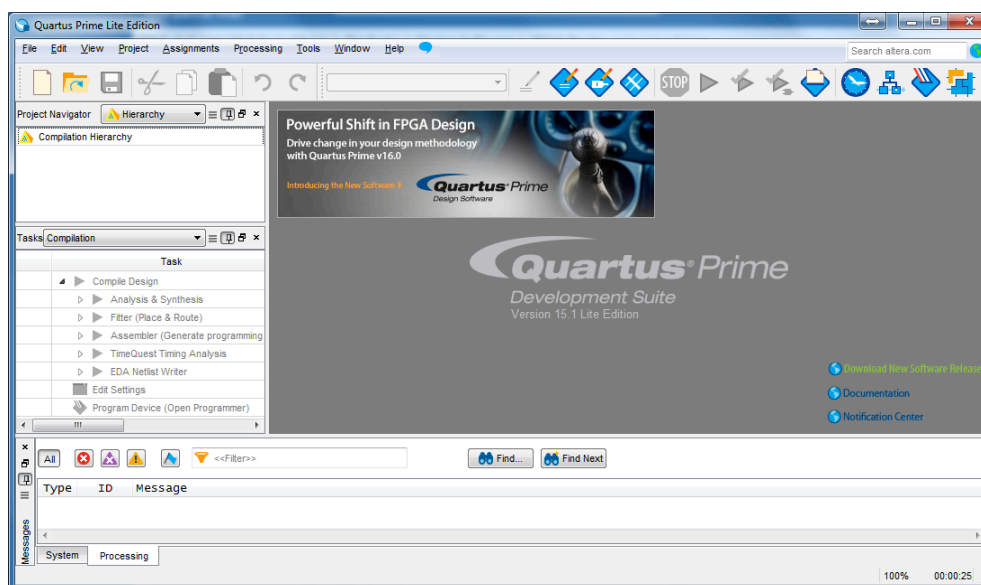 Quartus Prime Lite Edition
File Edit View Project Assignments Processing Tools Window Help
Search altera.com
STOP
Project Navigator Hierarchy
Compilation Hierarchy
Powerful Shift in FPGA Design
Drive change in your design methodology
with Quartus Prime v16.0
Introducing the New Software
Quartus Prime
Design Software
Tasks Compilation
Task
Compile Design
Analysis & Synthesis
Fitter (Place & Route)
Assembler (Generate programming
TimeQuest Timing Analysis
EDA Netlist Writer
Edit Settings
Program Device (Open Programmer)
Quartus® Prime
Development Suite
Version 15.1 Lite Edition
Download New Software Release
Documentation
Notification Center
All <<Filter>> Find... Find Next
Type ID Message
Messages
System Processing
100% 00:00:25